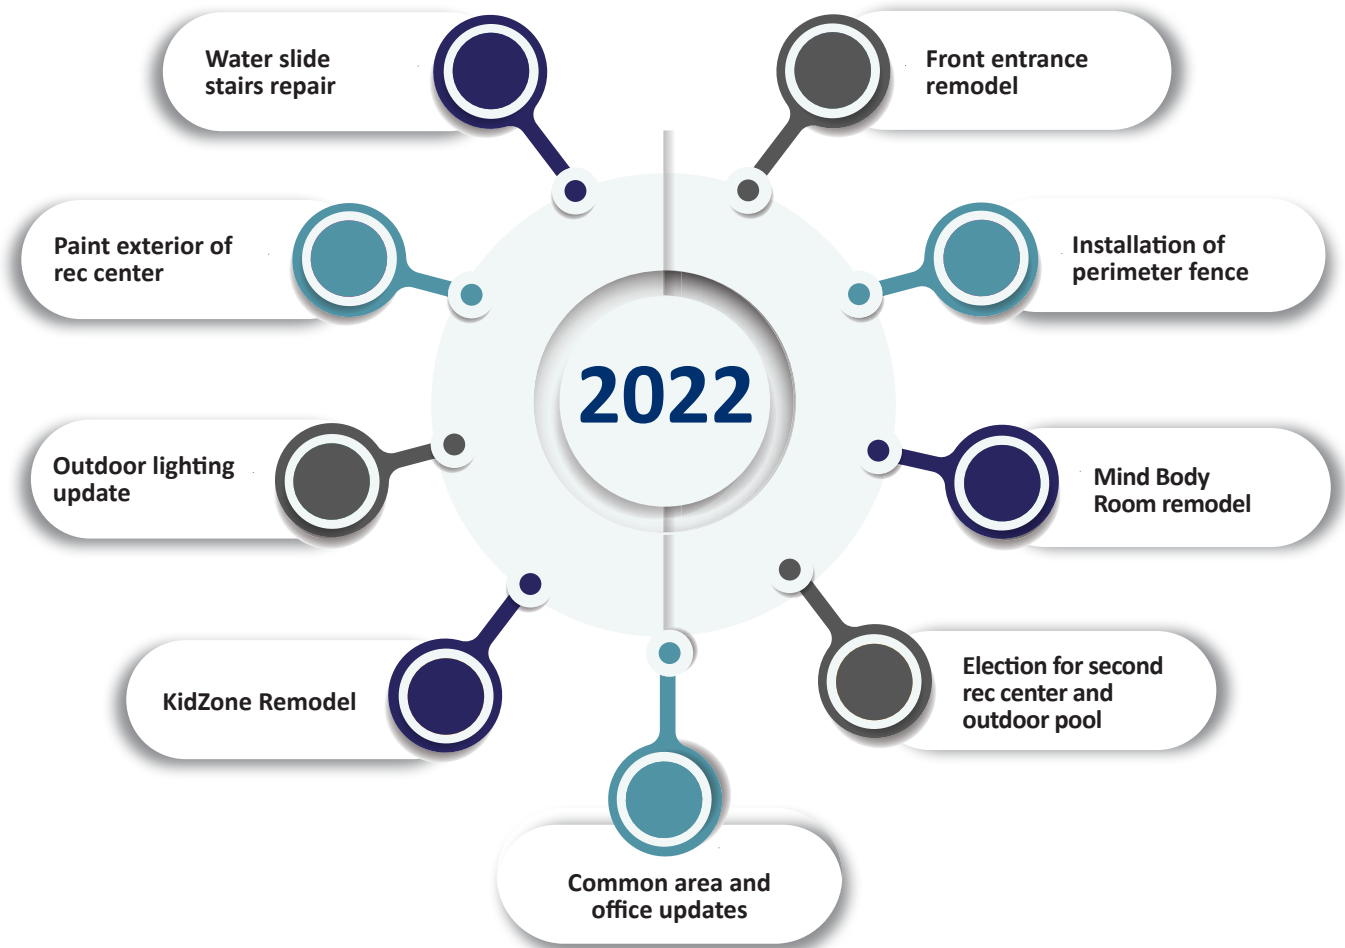 Water slide
stairs repair
Front entrance
remodel
Paint exterior of
rec center
Installation of
perimeter fence
2022
Outdoor lighting
update
Mind Body
Room remodel
KidZone Remodel
Election for second
rec center and
outdoor pool
Common area and
office updates